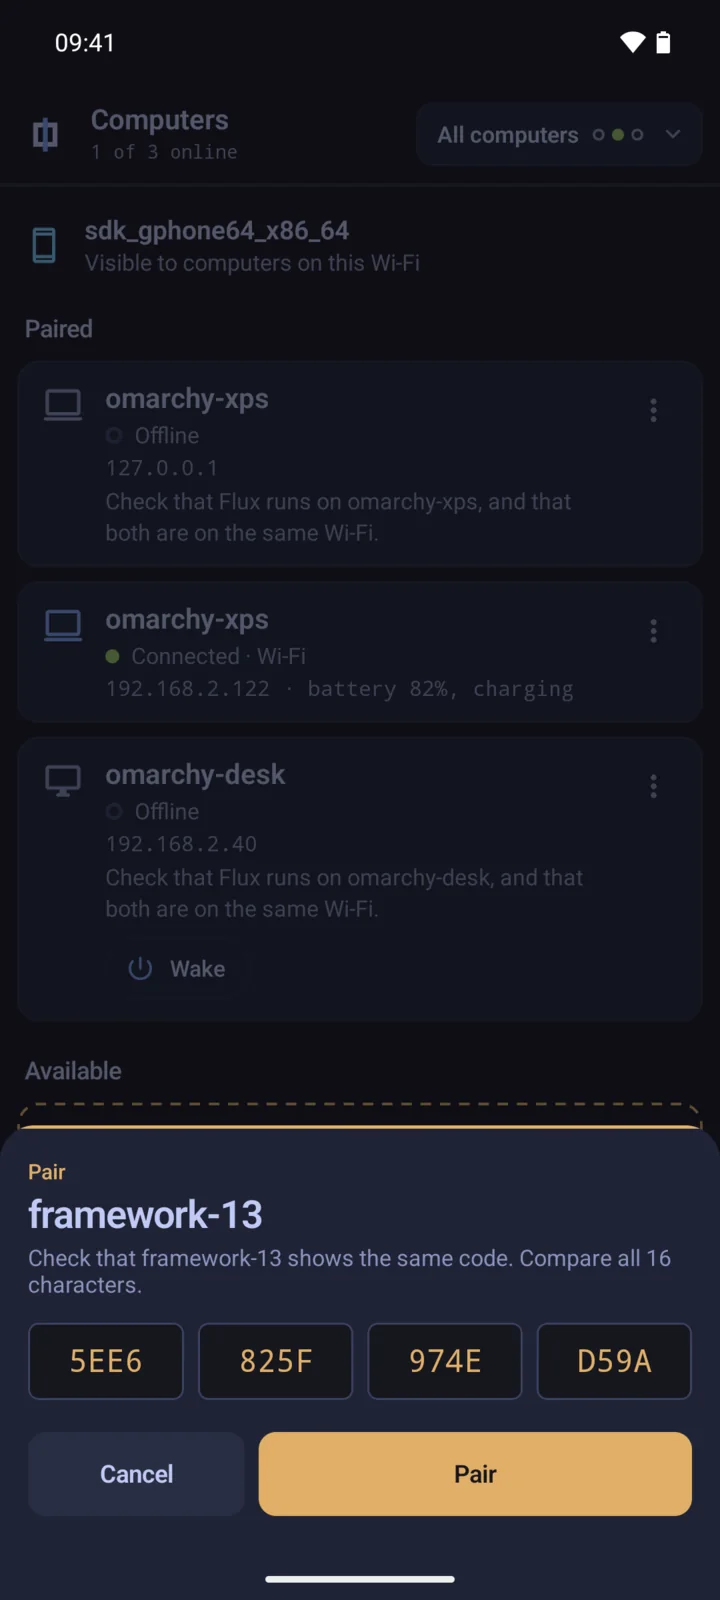 09:41
Computers
1 of 3 online
All computers
sdk_gphone64_x86_64
Visible to computers on this Wi-Fi
Paired
omarchy-xps
Offline
127.0.0.1
Check that Flux runs on omarchy-xps, and that
both are on the same Wi-Fi.
omarchy-xps
Connected · Wi-Fi
192.168.2.122 · battery 82%, charging
omarchy-desk
Offline
192.168.2.40
Check that Flux runs on omarchy-desk, and that
both are on the same Wi-Fi.
Wake
Available
Pair
framework-13
Check that framework-13 shows the same code. Compare all 16
characters.
5EE6 825F 974E D59A
Cancel Pair